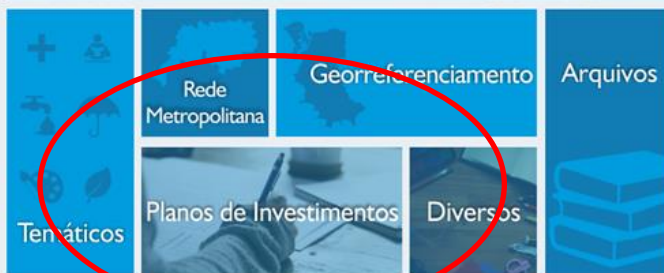 Rede
Metropolitana
Georreferenciamento
Arquivos
Temáticos
Planos de Investimentos
Diversos